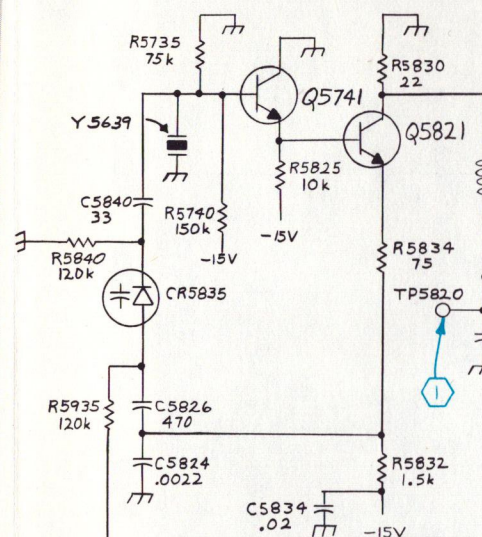 R5735
75k
R5830
22
Q5741
Y5639
Q5821
R5825
10k
C5840
33
R5740
150k
-15V
-15V
R5840
120k
R5834
75
CR5835
TP5820
1
R5935
120k
C5826
470
C5824
.0022
R5832
1.5k
C5834
.02
-15V